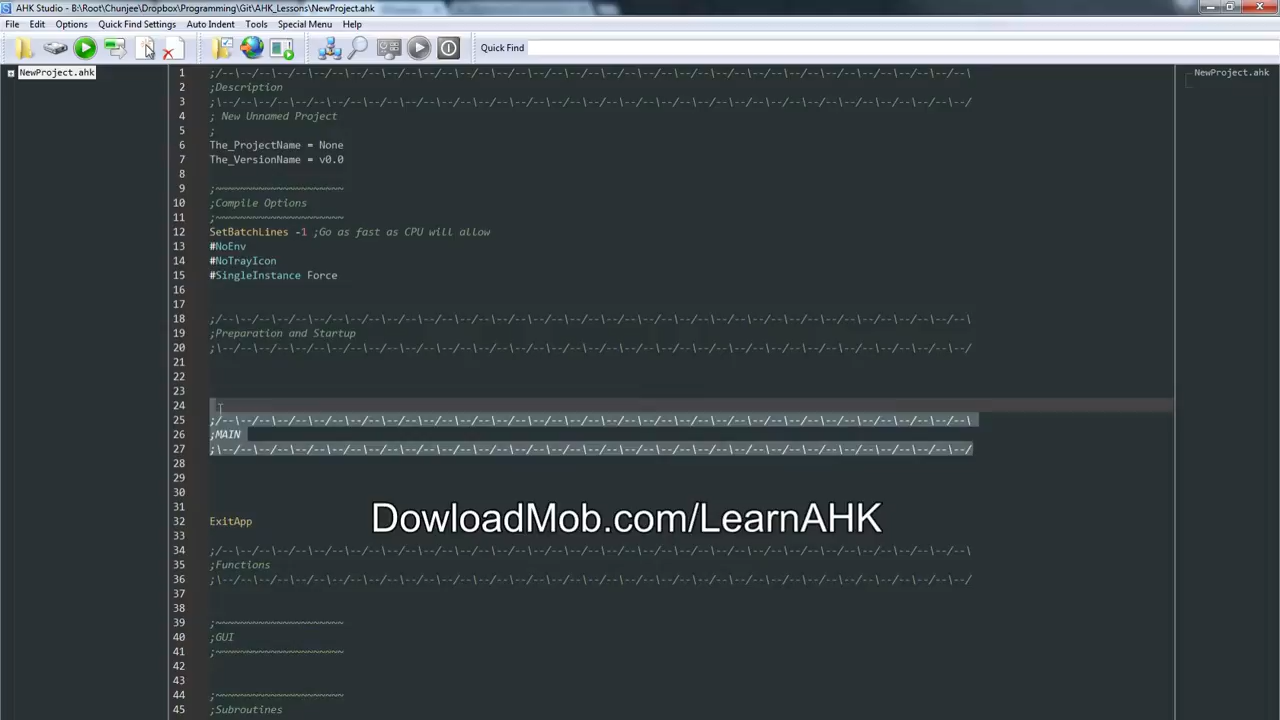 AHK Studio - B:\Root\Chunjee\Dropbox\Programming\Git\AHK_Lessons\NewProject.ahk
File Edit Options Quick Find Settings Auto Indent Tools Special Menu Help
Quick Find
NewProject.ahk
NewProject.ahk
1 ;/--\--/--\--/--\--/--\--/--\--/--\--/--\--/--\--/--\--/--\--/--\--/--\--/--\--/--\--/--\--/--\--/--\--/--\--/--\--/--\--/--\
2 ;Description
3 ;\--/--\--/--\--/--\--/--\--/--\--/--\--/--\--/--\--/--\--/--\--/--\--/--\--/--\--/--\--/--\--/--\--/--\--/--\--/--\--/--\--/
4 ; New Unnamed Project
5 ;
6 The_ProjectName = None
7 The_VersionName = v0.0
8
9 ;~~~~~~~~~~~~~~~~~~~~~
10 ;Compile Options
11 ;~~~~~~~~~~~~~~~~~~~~~
12 SetBatchLines -1 ;Go as fast as CPU will allow
13 #NoEnv
14 #NoTrayIcon
15 #SingleInstance Force
16
17
18 ;/--\--/--\--/--\--/--\--/--\--/--\--/--\--/--\--/--\--/--\--/--\--/--\--/--\--/--\--/--\--/--\--/--\--/--\--/--\--/--\--/--\
19 ;Preparation and Startup
20 ;\--/--\--/--\--/--\--/--\--/--\--/--\--/--\--/--\--/--\--/--\--/--\--/--\--/--\--/--\--/--\--/--\--/--\--/--\--/--\--/--\--/
21
22
23
24
25 ;/--\--/--\--/--\--/--\--/--\--/--\--/--\--/--\--/--\--/--\--/--\--/--\--/--\--/--\--/--\--/--\--/--\--/--\--/--\--/--\--/--\
26 ;MAIN
27 ;\--/--\--/--\--/--\--/--\--/--\--/--\--/--\--/--\--/--\--/--\--/--\--/--\--/--\--/--\--/--\--/--\--/--\--/--\--/--\--/--\--/
28
29
30
31
DowloadMob.com/LearnAHK
32 ExitApp
33
34 ;/--\--/--\--/--\--/--\--/--\--/--\--/--\--/--\--/--\--/--\--/--\--/--\--/--\--/--\--/--\--/--\--/--\--/--\--/--\--/--\--/--\
35 ;Functions
36 ;\--/--\--/--\--/--\--/--\--/--\--/--\--/--\--/--\--/--\--/--\--/--\--/--\--/--\--/--\--/--\--/--\--/--\--/--\--/--\--/--\--/
37
38
39 ;~~~~~~~~~~~~~~~~~~~~~
40 ;GUI
41 ;~~~~~~~~~~~~~~~~~~~~~
42
43
44 ;~~~~~~~~~~~~~~~~~~~~~
45 ;Subroutines